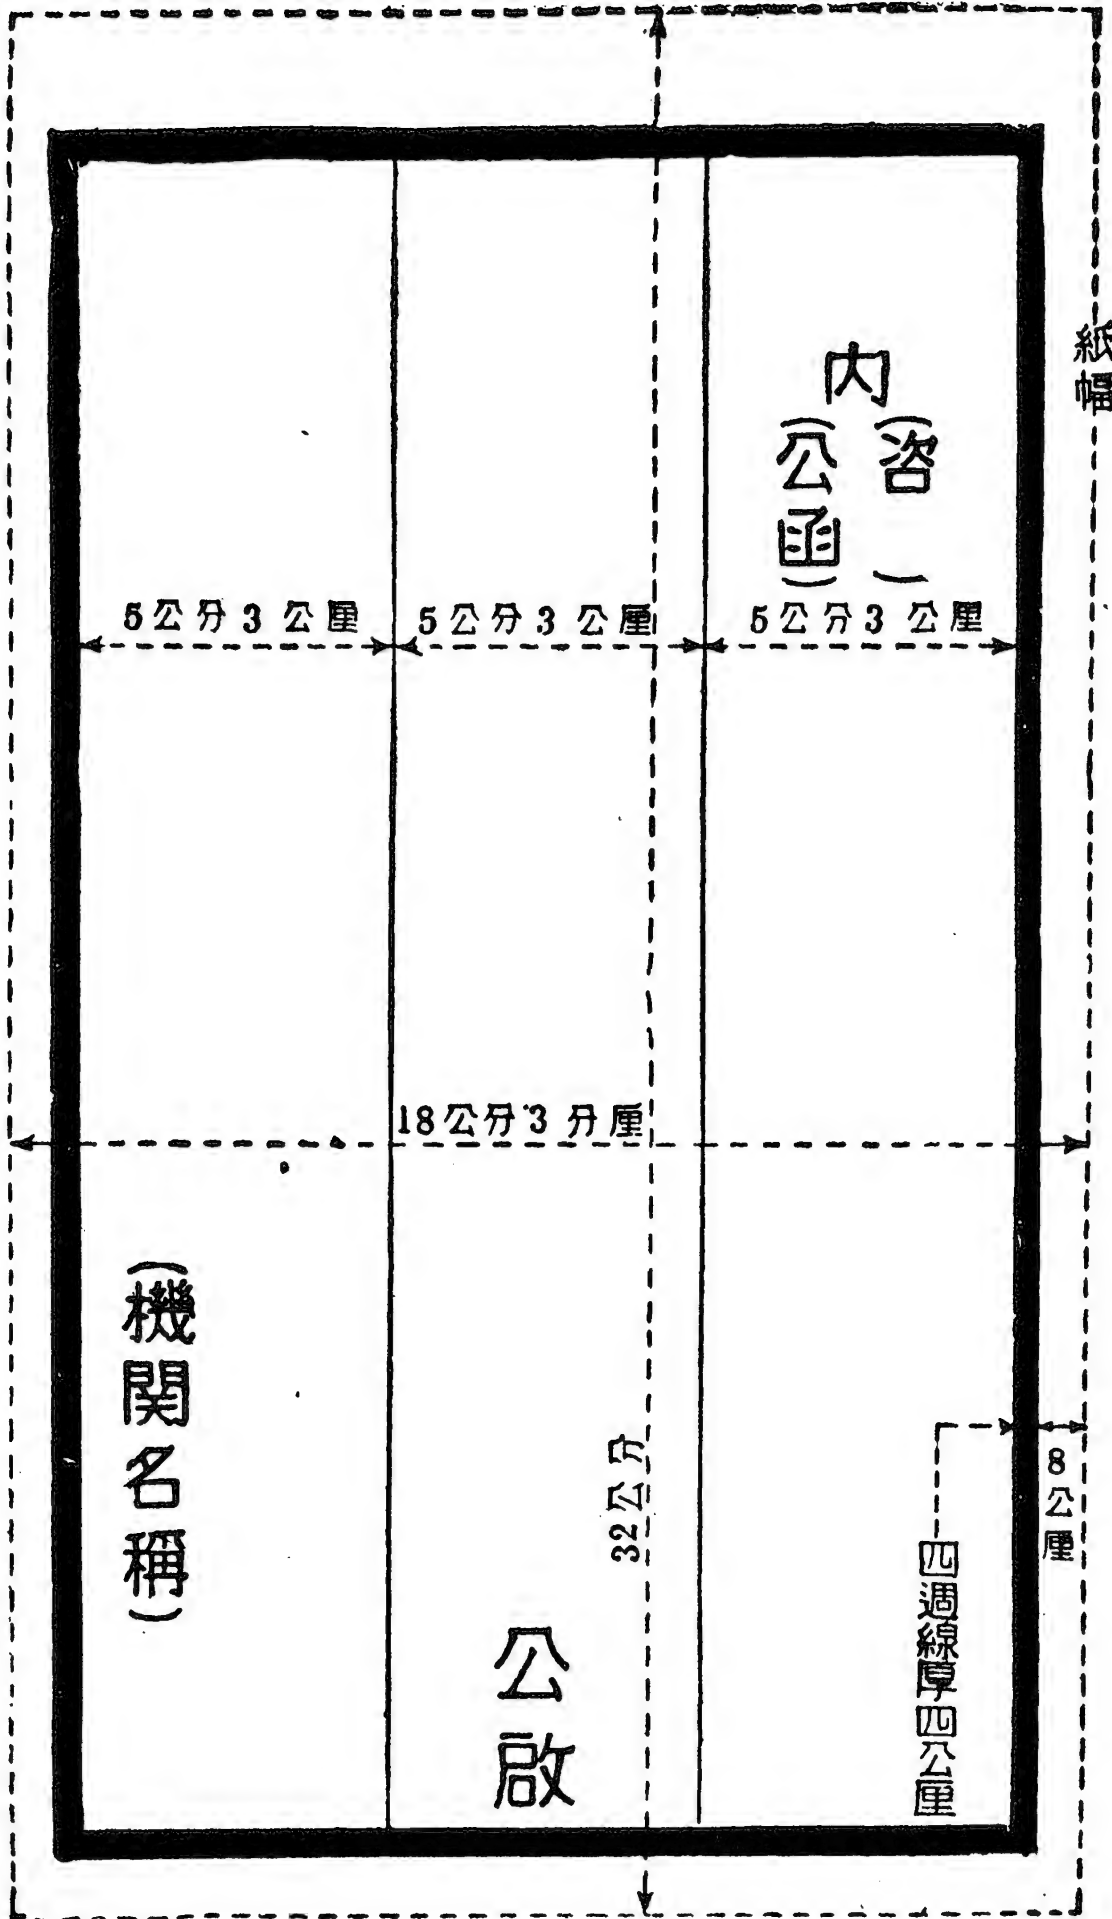 紙幅
內
(咨 )
(公函)
5公分3公厘
5公分3公厘
5公分3公厘
18公分3分厘
32公分
8公厘
四週線厚四公厘
公啟
(機関名稱)